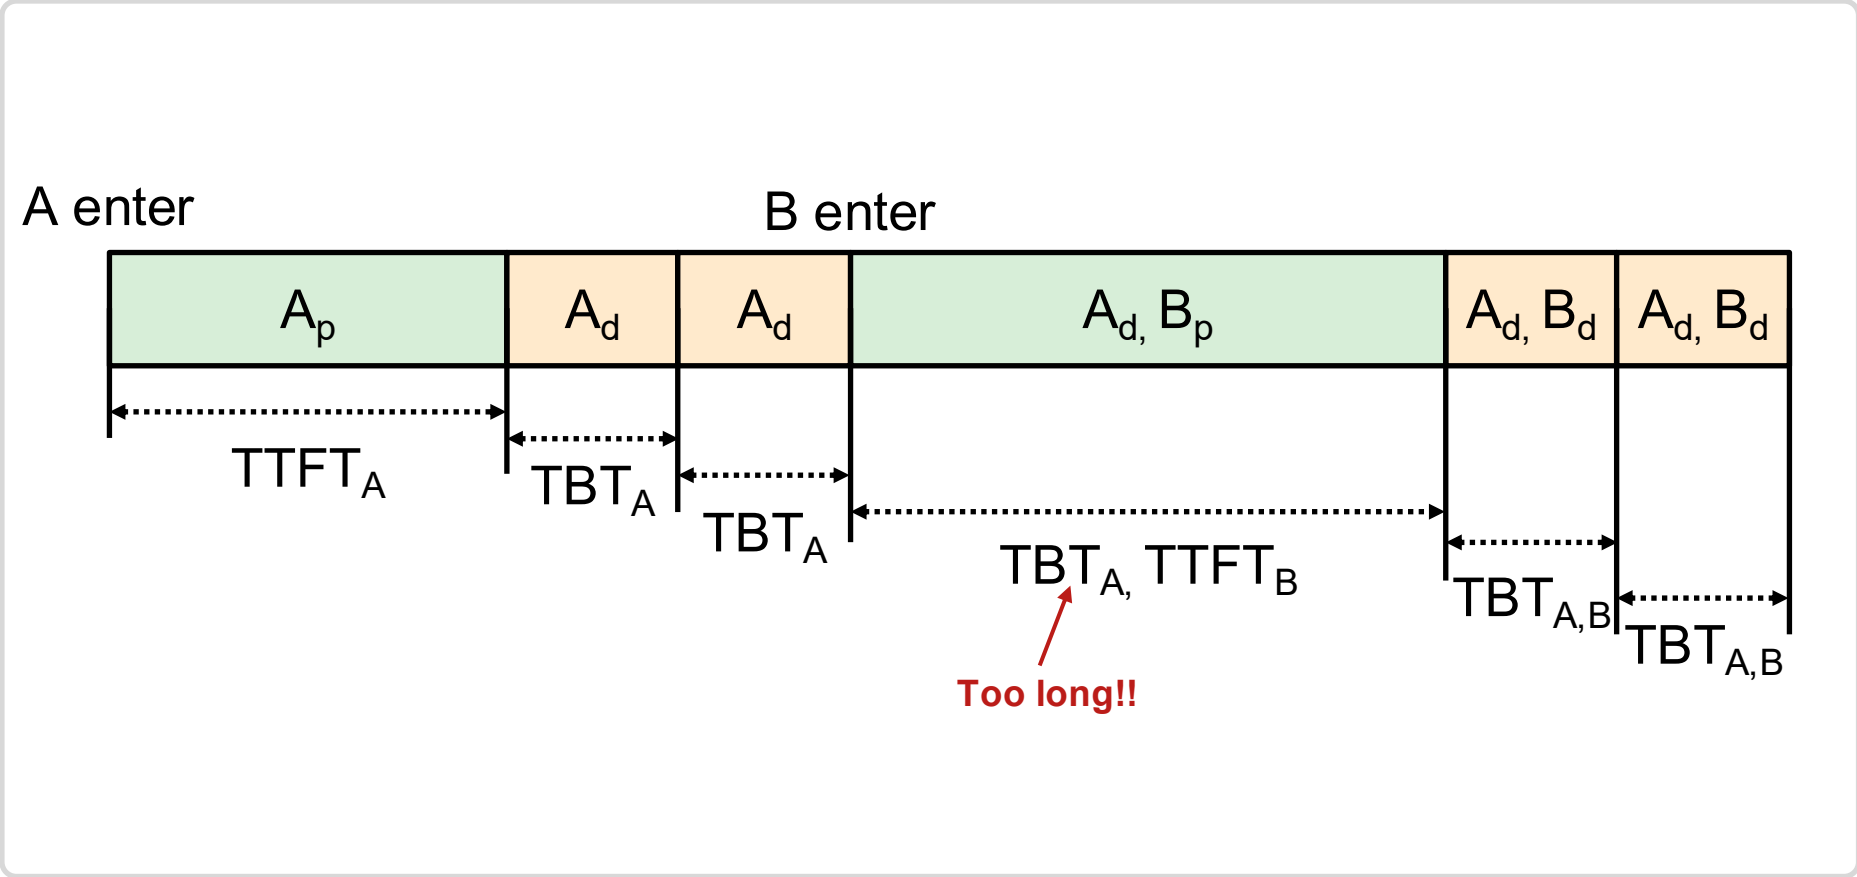 A enter
B enter
Ap
Ad
Ad
Ad, Bp
Ad, Bd
Ad, Bd
TTFTA
TBTA
TBTA
TBTA, TTFTB
TBTA,B
TBTA,B
Too long!!